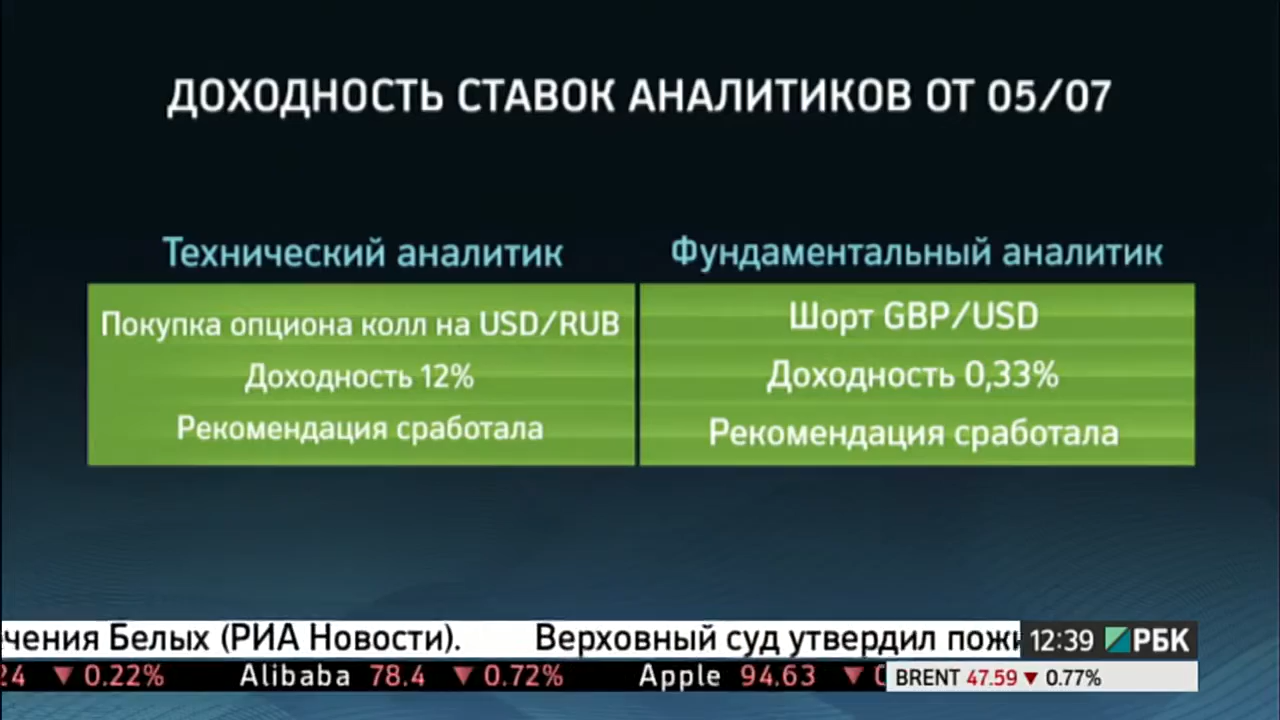 ДОХОДНОСТЬ СТАВОК АНАЛИТИКОВ ОТ 05/07
Технический аналитик
Покупка опциона колл на USD/RUB
Доходность 12%
Рекомендация сработала
Фундаментальный аналитик
Шорт GBP/USD
Доходность 0,33%
Рекомендация сработала
чения Белых (РИА Новости). Верховный суд утвердил
12:39 РБК
24 ▼ 0.22% Alibaba 78.4 ▼ 0.72% Apple 94.63 ▼
BRENT 47.59 ▼ 0.77%